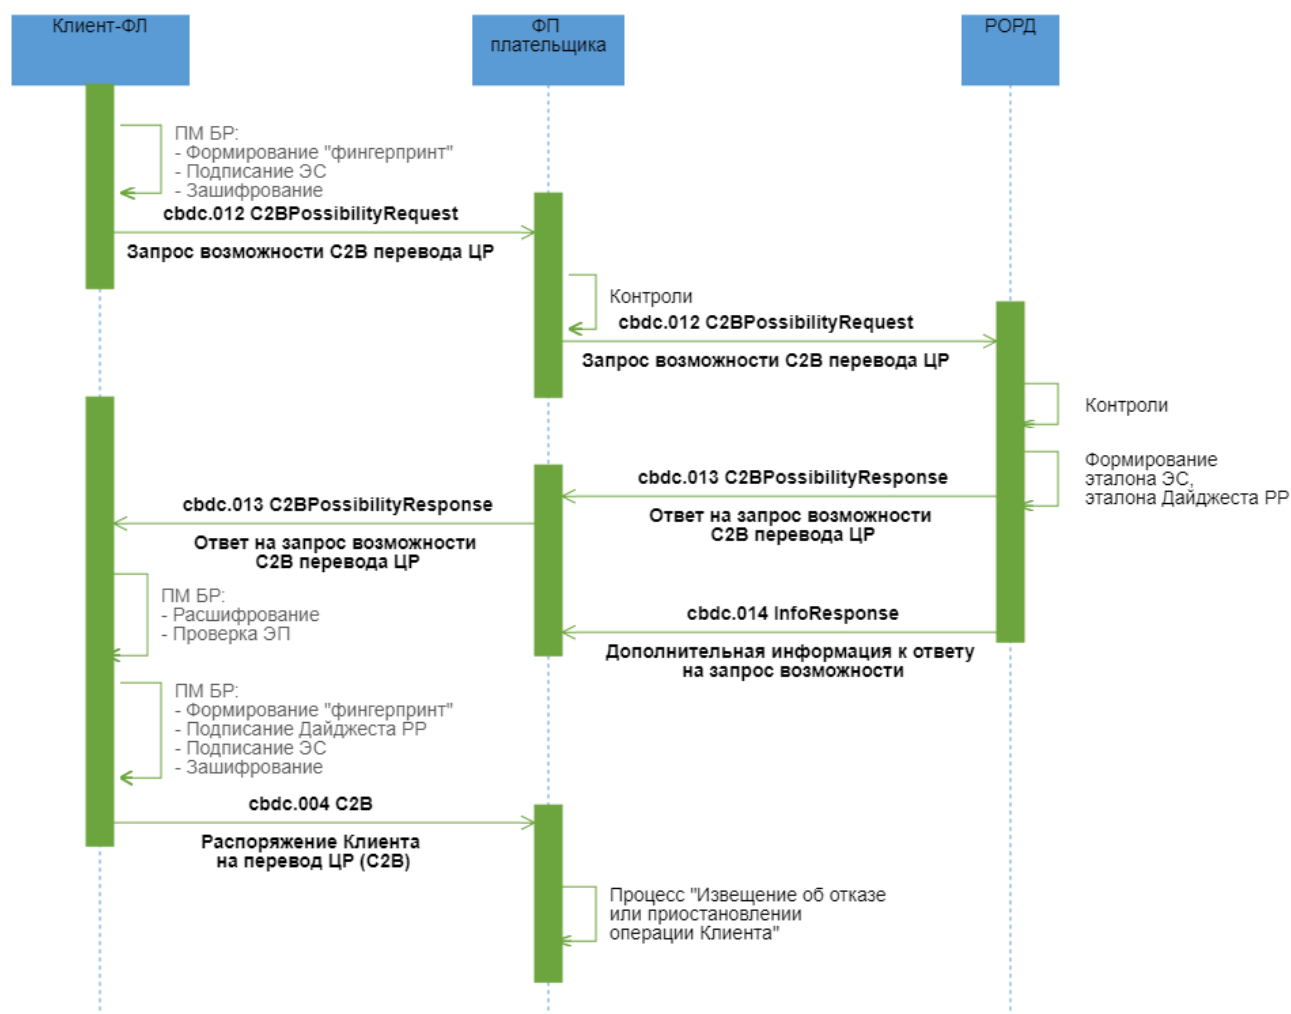 Клиент-ФЛ
ФП
плательщика
РОРД
ПМ БР:
- Формирование "фингерпринт"
- Подписание ЭС
- Зашифрование
cbdc.012 C2BPossibilityRequest
Запрос возможности C2B перевода ЦР
Контроли
cbdc.012 C2BPossibilityRequest
Запрос возможности C2B перевода ЦР
Контроли
Формирование
эталона ЭС,
эталона Дайджеста РР
cbdc.013 C2BPossibilityResponse
Ответ на запрос возможности
C2B перевода ЦР
cbdc.013 C2BPossibilityResponse
Ответ на запрос возможности
C2B перевода ЦР
ПМ БР:
- Расшифрование
- Проверка ЭП
cbdc.014 InfoResponse
Дополнительная информация к ответу
на запрос возможности
ПМ БР:
- Формирование "фингерпринт"
- Подписание Дайджеста РР
- Подписание ЭС
- Зашифрование
cbdc.004 C2B
Распоряжение Клиента
на перевод ЦР (C2B)
Процесс "Извещение об отказе
или приостановлении
операции Клиента"